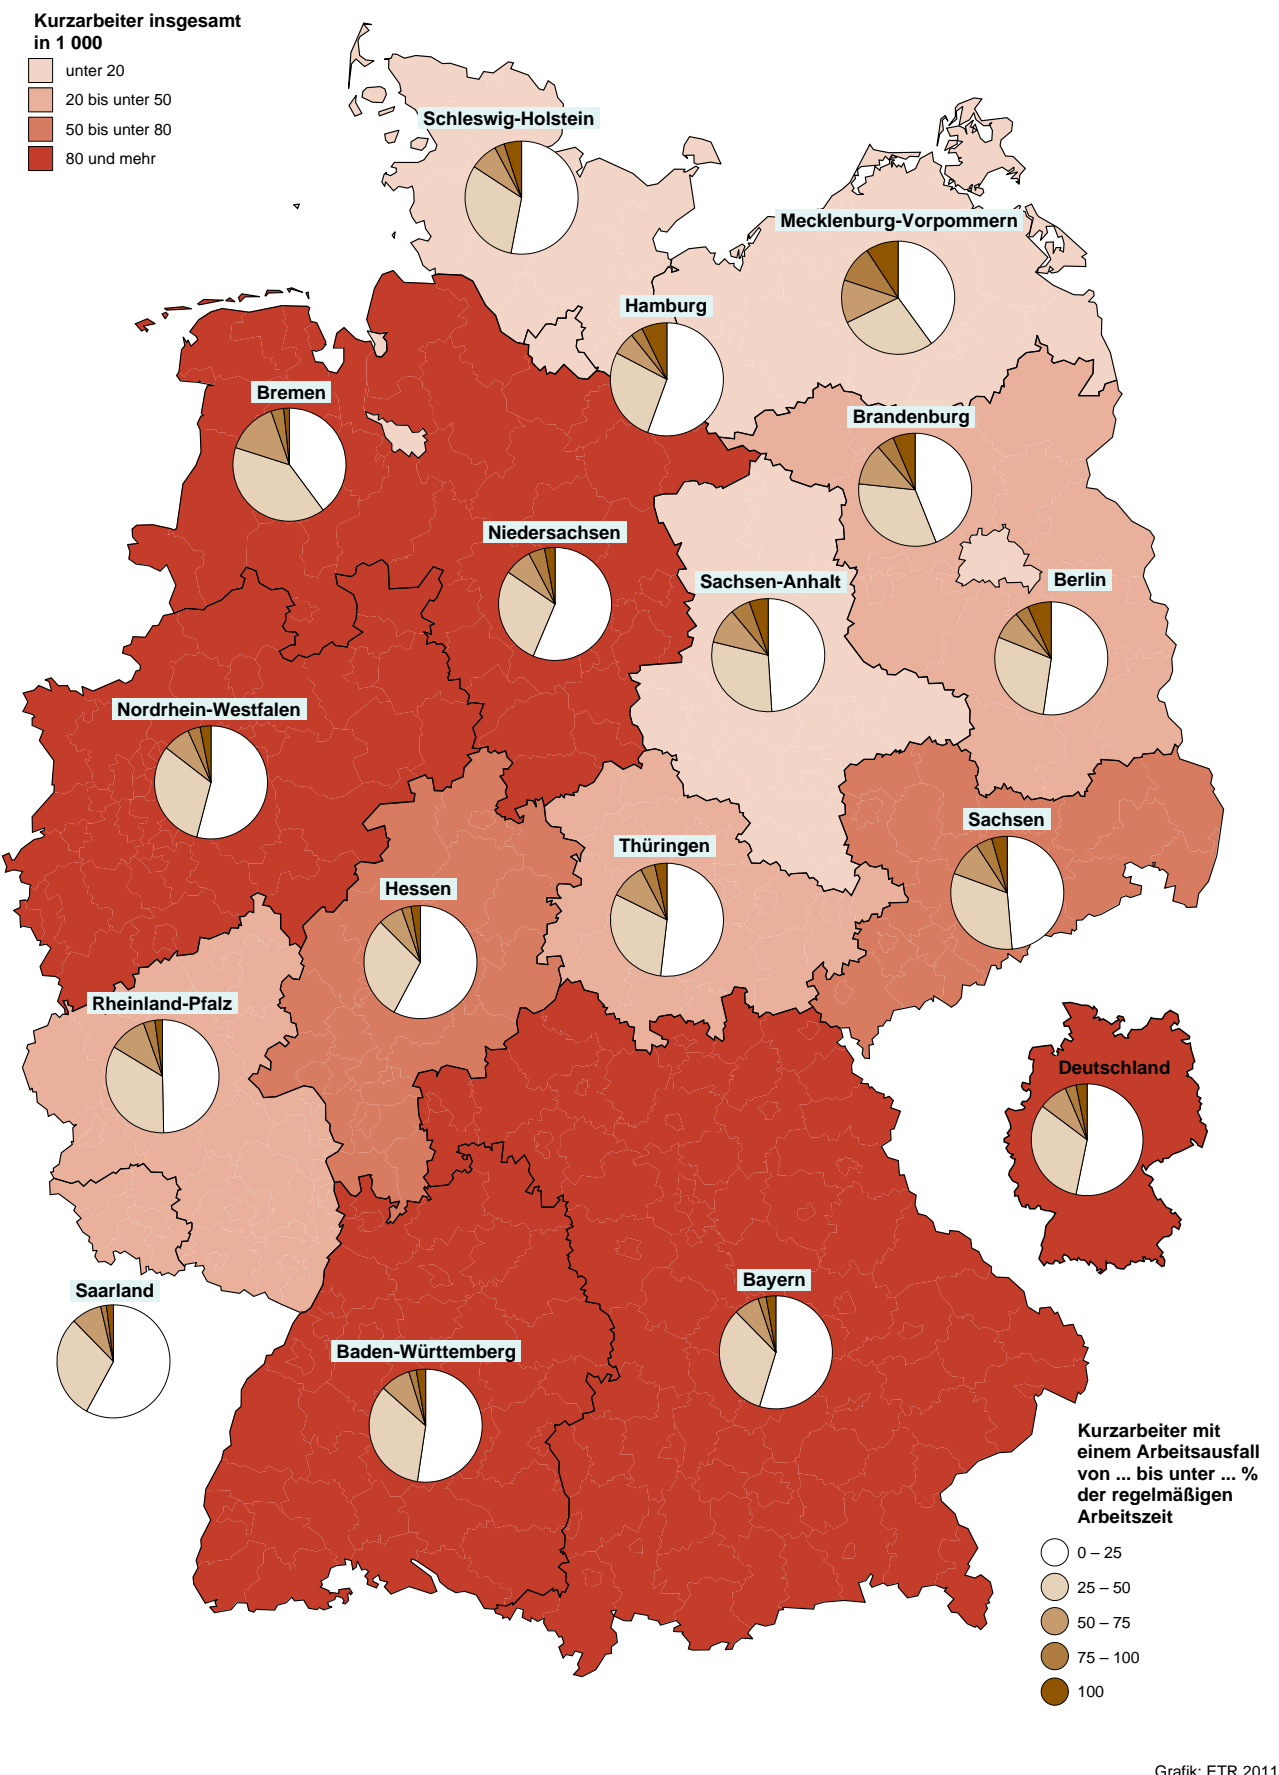 Kurzarbeiter insgesamt
in 1 000
unter 20
20 bis unter 50
50 bis unter 80
80 und mehr
Schleswig-Holstein
Mecklenburg-Vorpommern
Hamburg
Bremen
Brandenburg
Niedersachsen
Sachsen-Anhalt
Berlin
Nordrhein-Westfalen
Sachsen
Thüringen
Hessen
Rheinland-Pfalz
Deutschland
Saarland
Bayern
Baden-Württemberg
Kurzarbeiter mit
einem Arbeitsausfall
von ... bis unter ... %
der regelmäßigen
Arbeitszeit
0 – 25
25 – 50
50 – 75
75 – 100
100
Grafik: FTR 2011